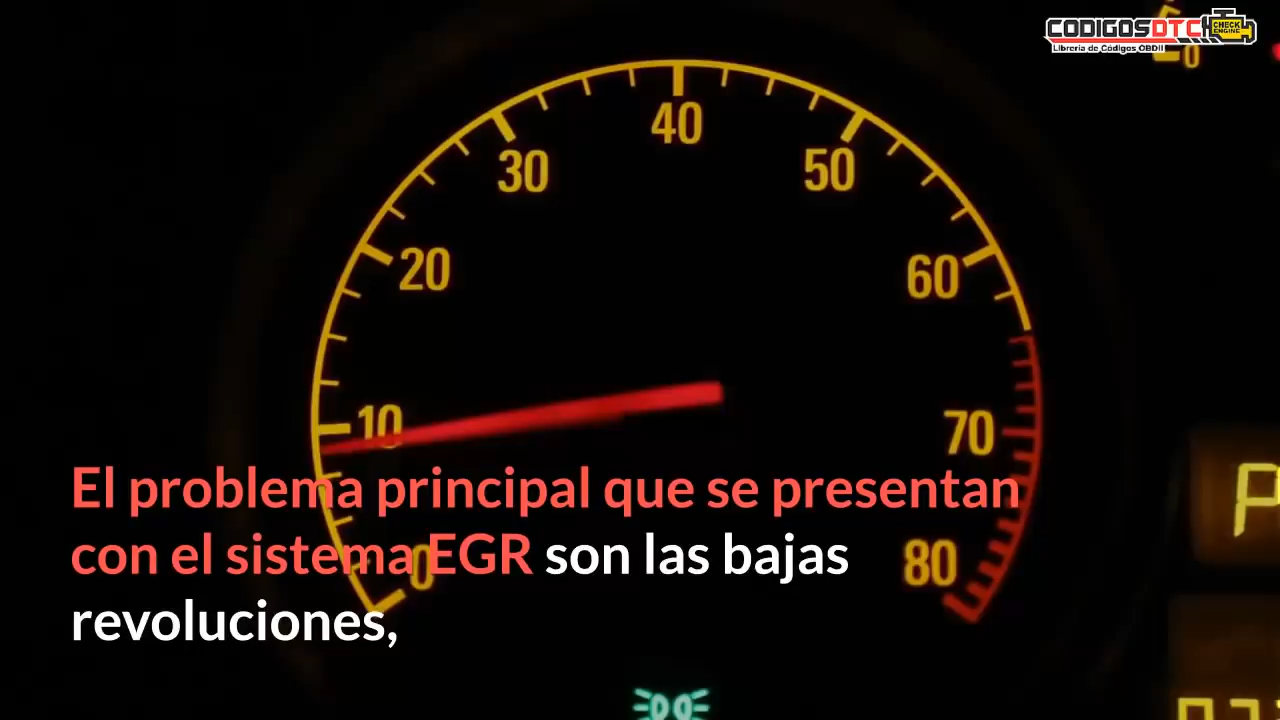 CODIGOSDTC
CHECK ENGINE
Librería de Códigos OBDII
40
30
50
20
60
10
70
El problema principal que se presentan
con el sistema EGR son las bajas
revoluciones,
0
80
P